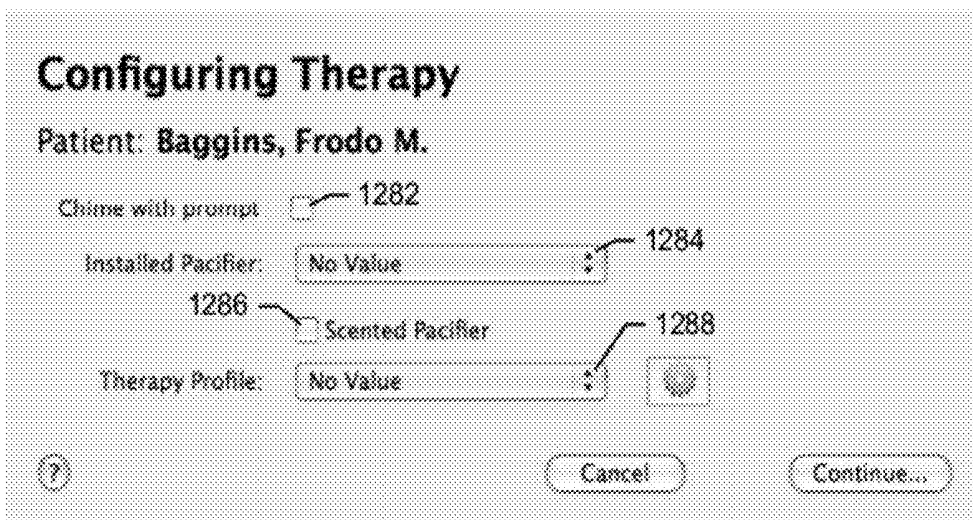 Configuring Therapy
Patient: Baggins, Frodo M.
Chime with prompt 1282
Installed Pacifier: No Value 1284
1286 Scented Pacifier 1288
Therapy Profile: No Value
? Cancel Continue...